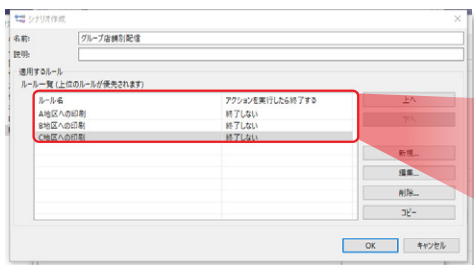 シナリオ作成
名前: グループ店舗別配信
説明:
適用するルール
ルール一覧 (上位のルールが優先されます)
ルール名 アクションを実行したら終了する
A地区への印刷 終了しない
B地区への印刷 終了しない
C地区への印刷 終了しない
上へ
下へ
新規...
編集...
削除...
コピー
OK キャンセル